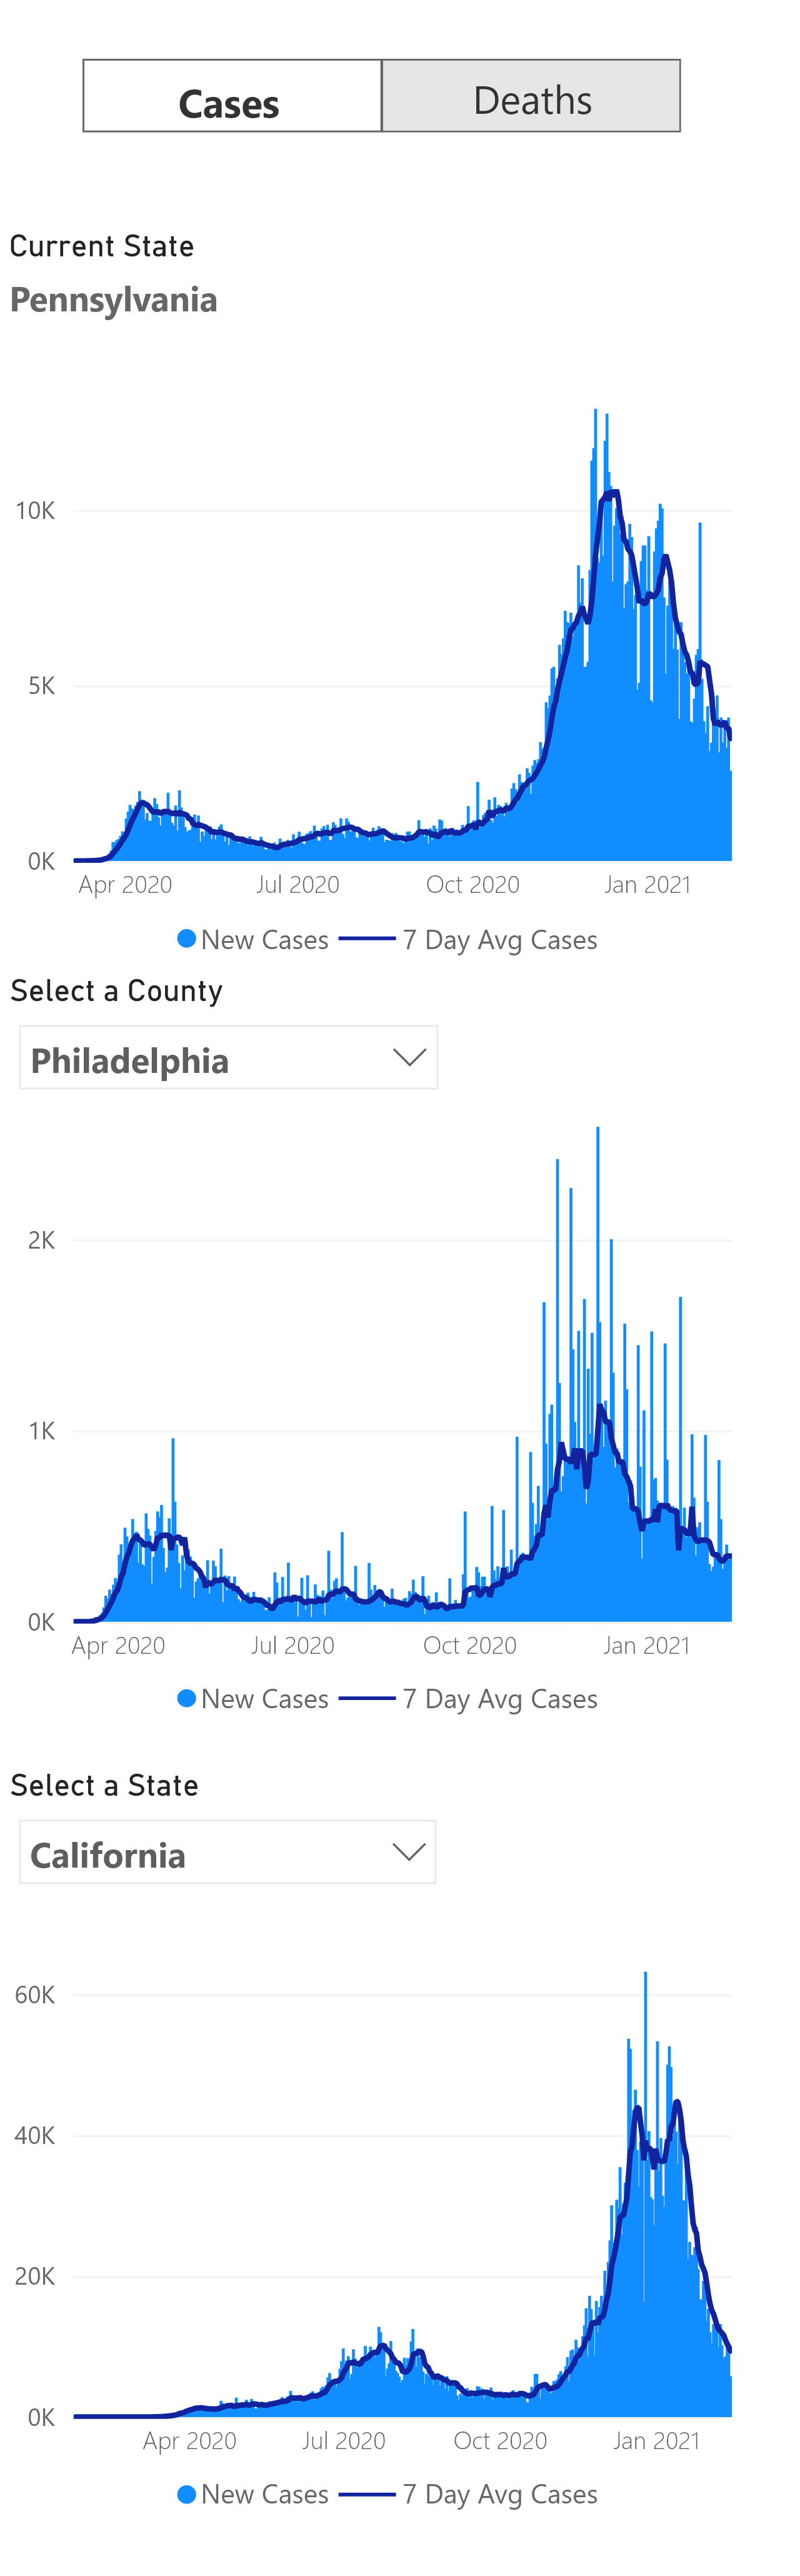 Cases Deaths
Current State
Pennsylvania
10K
5K
0K
Apr 2020 Jul 2020 Oct 2020 Jan 2021
New Cases 7 Day Avg Cases
Select a County
Philadelphia
2K
1K
0K
Apr 2020 Jul 2020 Oct 2020 Jan 2021
New Cases 7 Day Avg Cases
Select a State
California
60K
40K
20K
0K
Apr 2020 Jul 2020 Oct 2020 Jan 2021
New Cases 7 Day Avg Cases